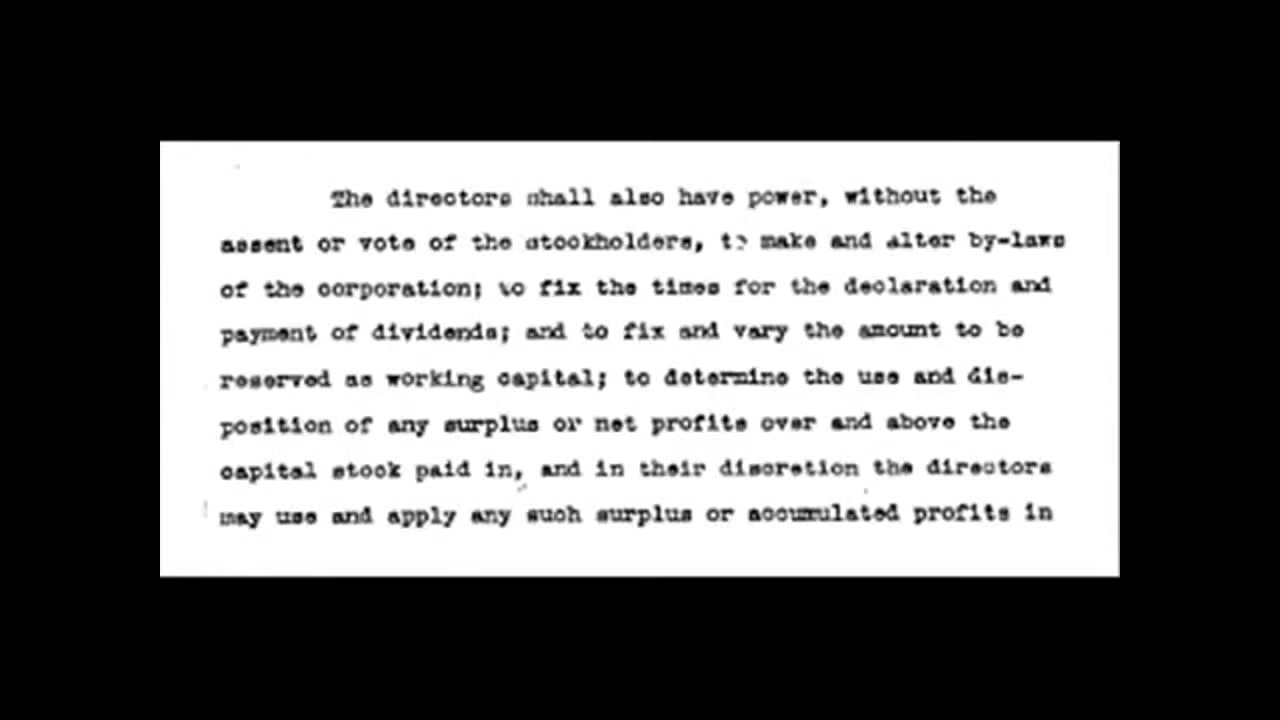 The directors shall also have power, without the
assent or vote of the stockholders, to make and alter by-laws
of the corporation; to fix the times for the declaration and
payment of dividends; and to fix and vary the amount to be
reserved as working capital; to determine the use and dis-
position of any surplus or net profits over and above the
capital stock paid in, and in their discretion the directors
may use and apply any such surplus or accumulated profits in